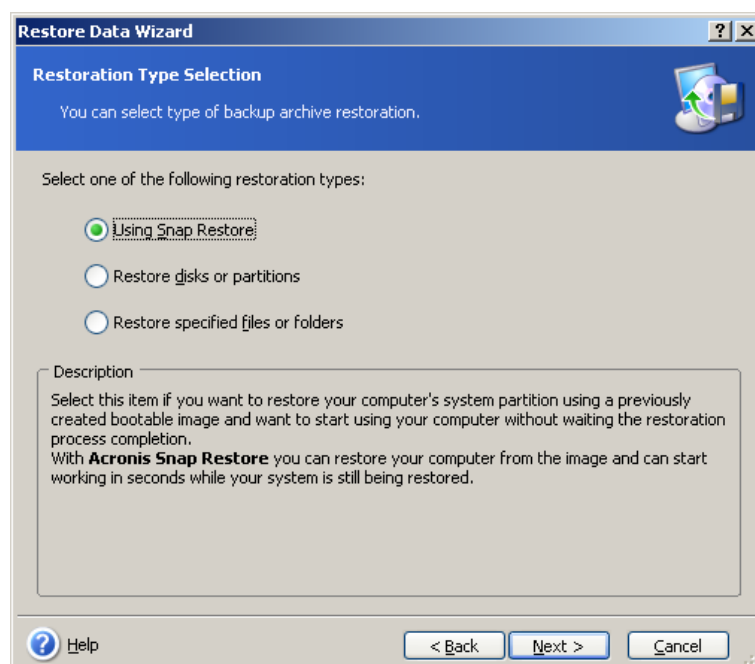 Restore Data Wizard
Restoration Type Selection
You can select type of backup archive restoration.
Select one of the following restoration types:
Using Snap Restore
Restore disks or partitions
Restore specified files or folders
Description
Select this item if you want to restore your computer's system partition using a previously
created bootable image and want to start using your computer without waiting the restoration
process completion.
With Acronis Snap Restore you can restore your computer from the image and can start
working in seconds while your system is still being restored.
Help
< Back
Next >
Cancel